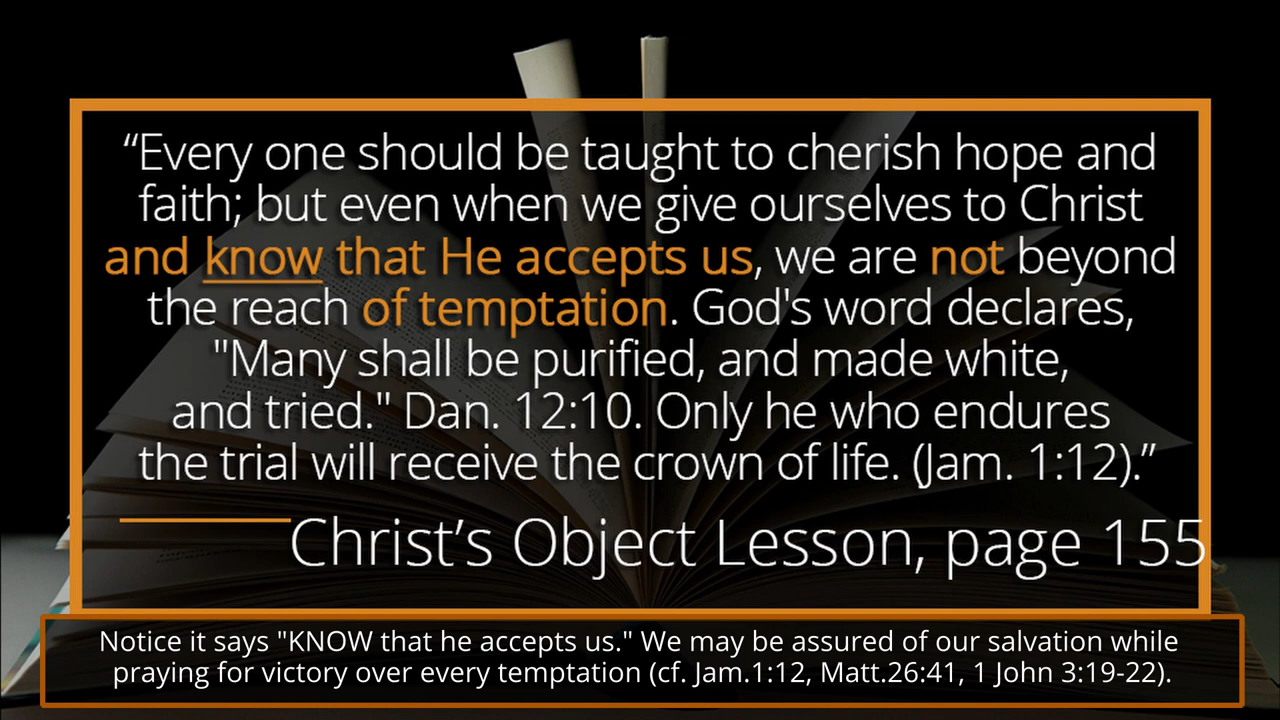 “Every one should be taught to cherish hope and
faith; but even when we give ourselves to Christ
and know that He accepts us, we are not beyond
the reach of temptation. God's word declares,
"Many shall be purified, and made white,
and tried." Dan. 12:10. Only he who endures
the trial will receive the crown of life. (Jam. 1:12).”
Christ’s Object Lesson, page 155
Notice it says "KNOW that he accepts us." We may be assured of our salvation while
praying for victory over every temptation (cf. Jam.1:12, Matt.26:41, 1 John 3:19-22).